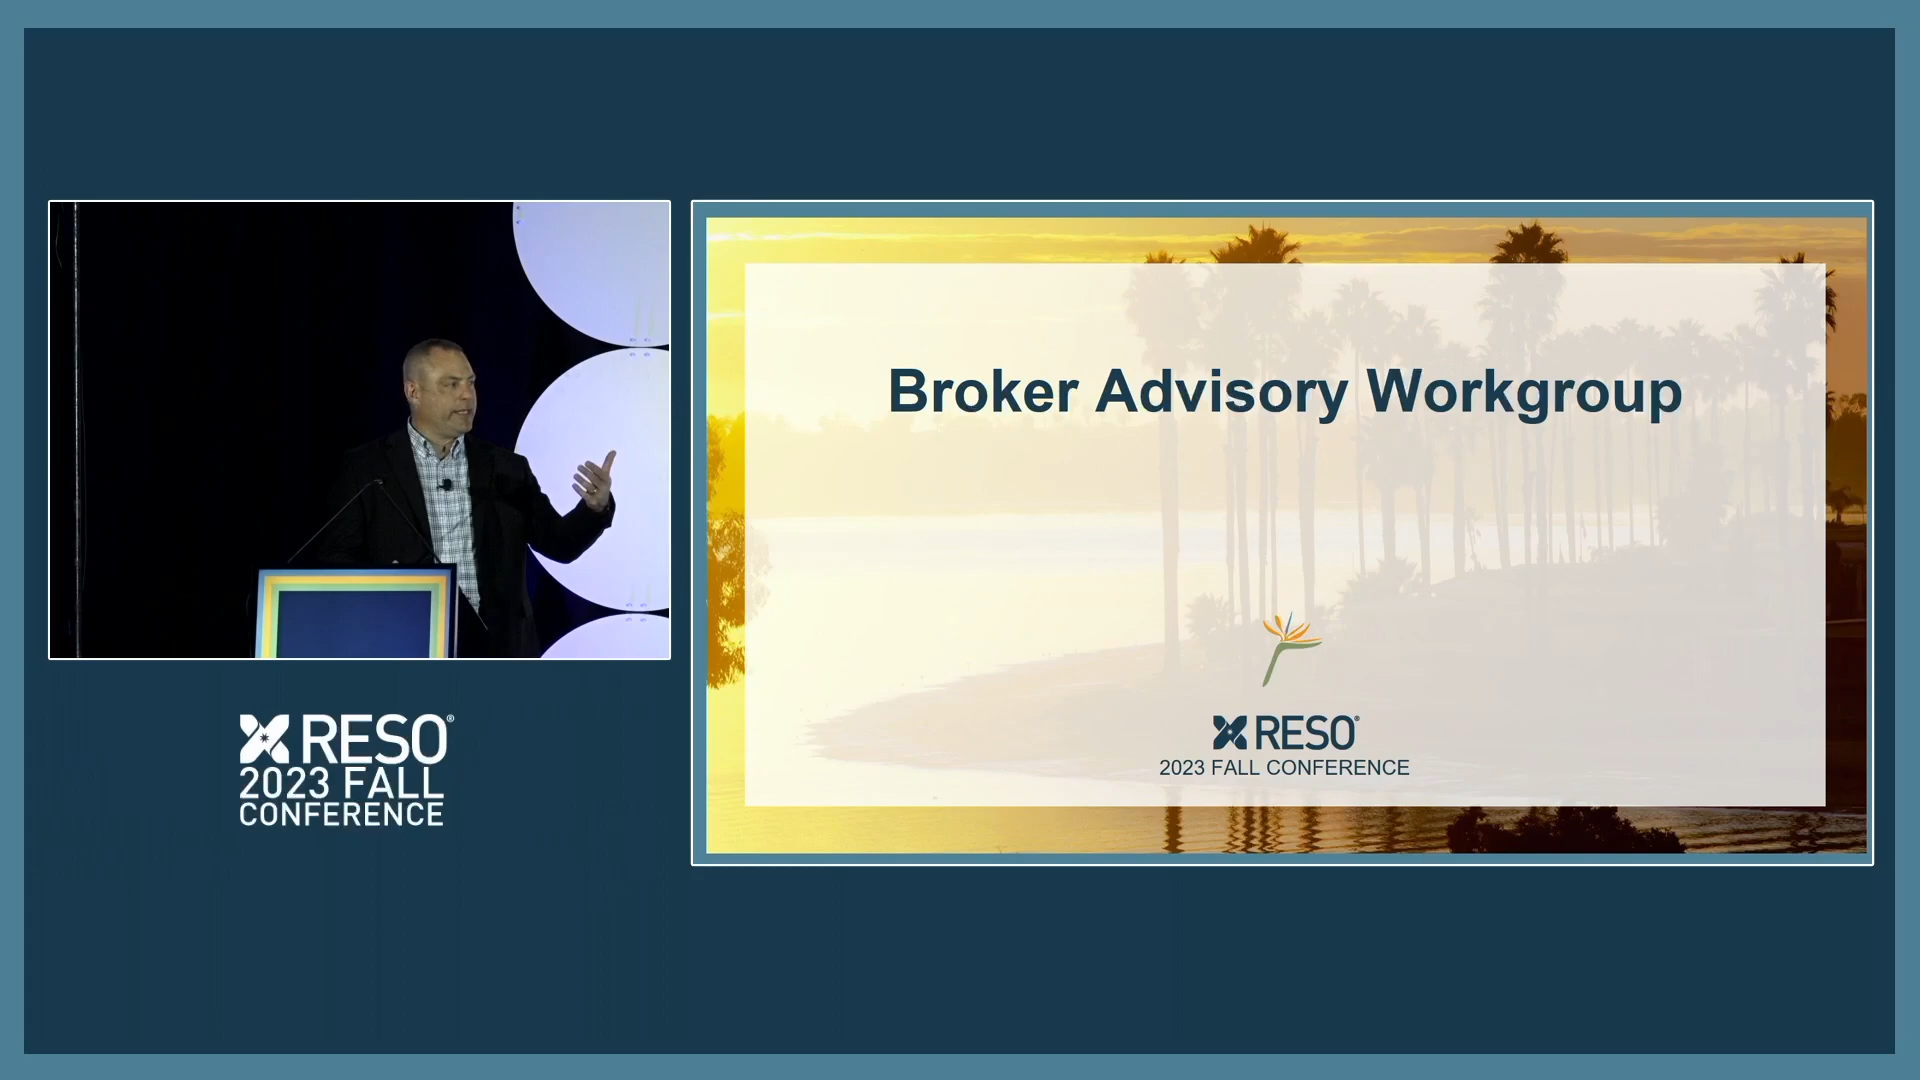 Broker Advisory Workgroup
RESO®
2023 FALL CONFERENCE
RESO®
2023 FALL
CONFERENCE